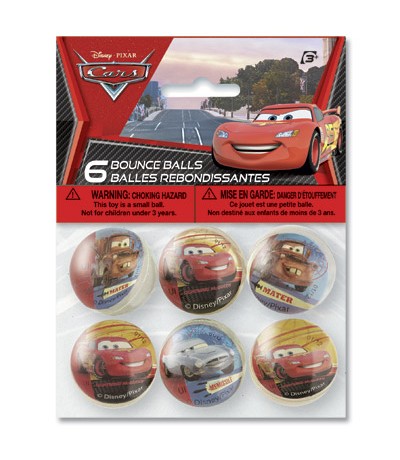 Disney · PIXAR
Cars
3+
6 BOUNCE BALLS
BALLES REBONDISSANTES
WARNING: CHOKING HAZARD
This toy is a small ball.
Not for children under 3 years.
MISE EN GARDE: DANGER D'ÉTOUFFEMENT
Ce jouet est une petite balle.
Non destiné aux enfants de moins de 3 ans.
MATER
© Disney/Pixar
MATER
© Disney/Pixar
© Disney/Pixar
© Disney/Pixar